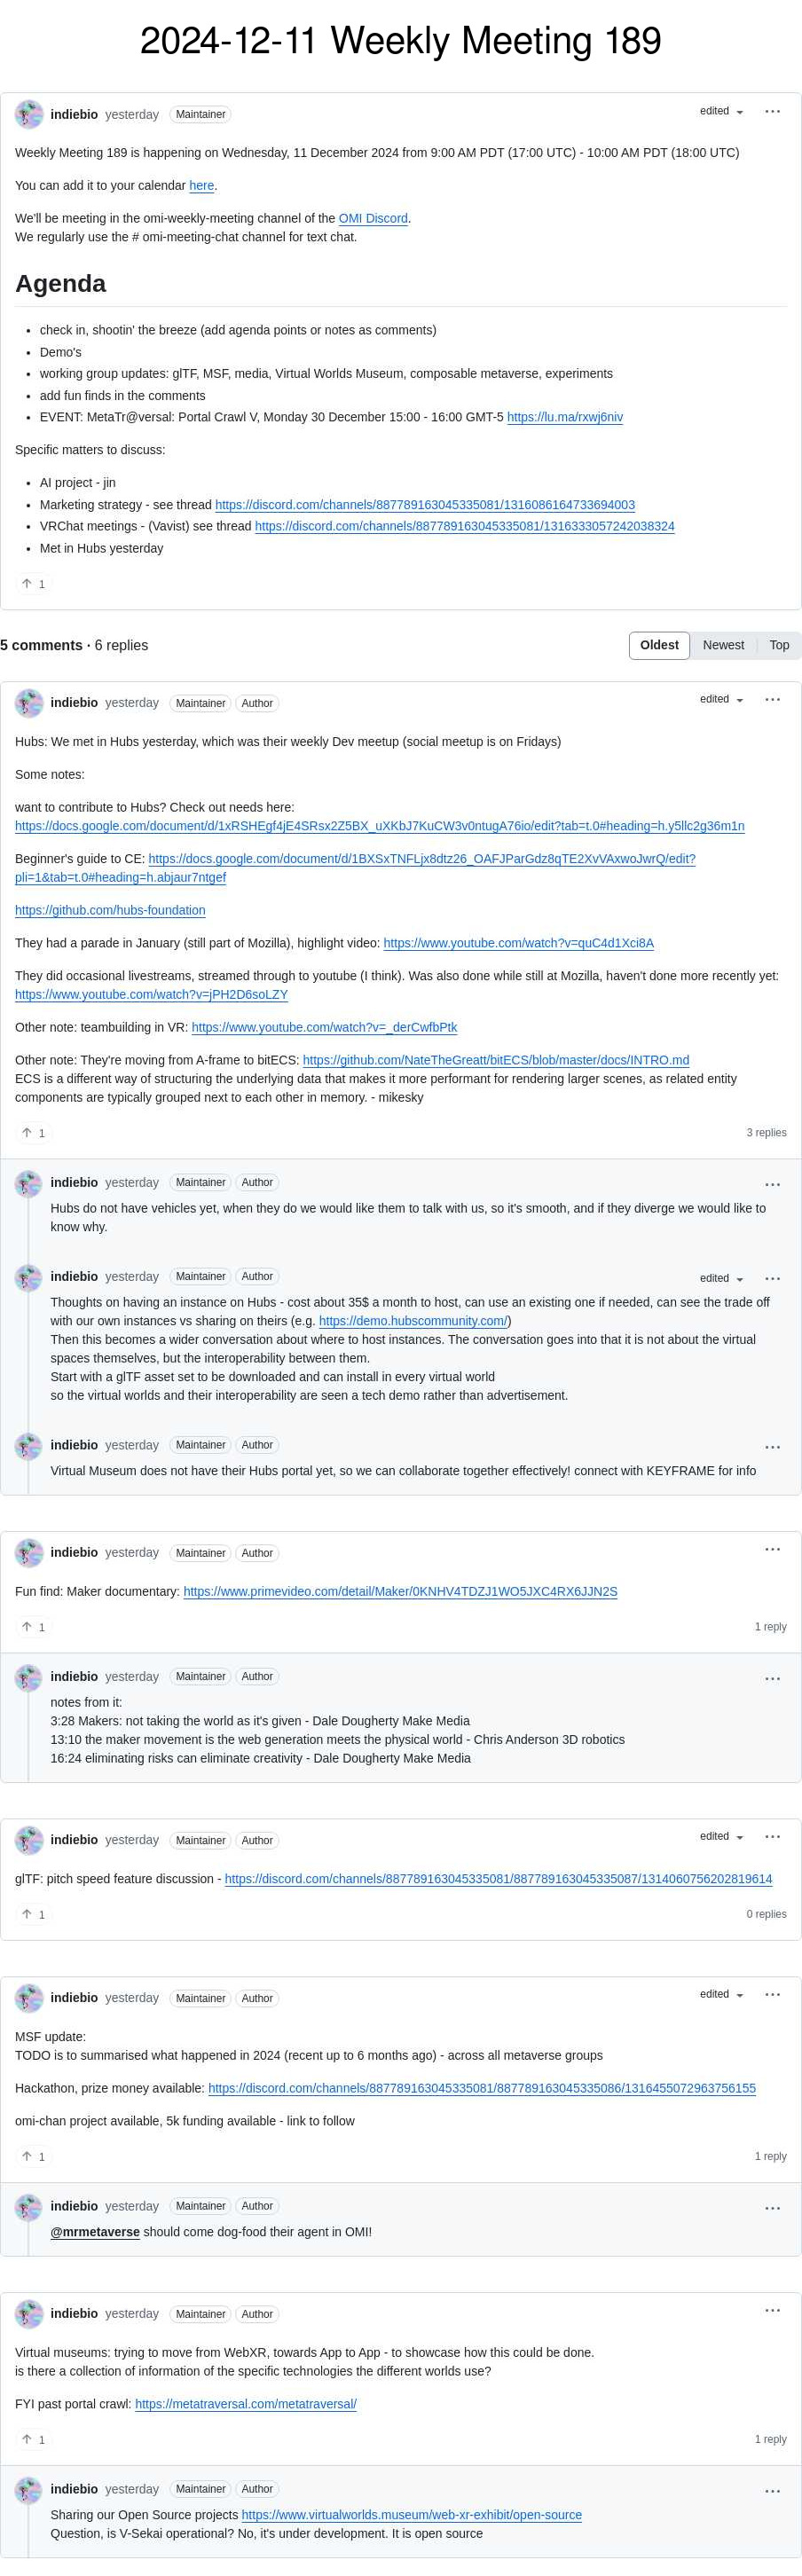 2024-12-11 Weekly Meeting 189
indiebio yesterday Maintainer edited
Weekly Meeting 189 is happening on Wednesday, 11 December 2024 from 9:00 AM PDT (17:00 UTC) - 10:00 AM PDT (18:00 UTC)
You can add it to your calendar here.
We'll be meeting in the omi-weekly-meeting channel of the OMI Discord.
We regularly use the # omi-meeting-chat channel for text chat.
Agenda
• check in, shootin' the breeze (add agenda points or notes as comments)
• Demo's
• working group updates: glTF, MSF, media, Virtual Worlds Museum, composable metaverse, experiments
• add fun finds in the comments
• EVENT: MetaTr@versal: Portal Crawl V, Monday 30 December 15:00 - 16:00 GMT-5 https://lu.ma/rxwj6niv
Specific matters to discuss:
• AI project - jin
• Marketing strategy - see thread https://discord.com/channels/887789163045335081/1316086164733694003
• VRChat meetings - (Vavist) see thread https://discord.com/channels/887789163045335081/1316333057242038324
• Met in Hubs yesterday
↑ 1
5 comments · 6 replies Oldest Newest Top
indiebio yesterday Maintainer Author edited
Hubs: We met in Hubs yesterday, which was their weekly Dev meetup (social meetup is on Fridays)
Some notes:
want to contribute to Hubs? Check out needs here:
https://docs.google.com/document/d/1xRSHEgf4jE4SRsx2Z5BX_uXKbJ7KuCW3v0ntugA76io/edit?tab=t.0#heading=h.y5llc2g36m1n
Beginner's guide to CE: https://docs.google.com/document/d/1BXSxTNFLjx8dtz26_OAFJParGdz8qTE2XvVAxwoJwrQ/edit?
pli=1&tab=t.0#heading=h.abjaur7ntgef
https://github.com/hubs-foundation
They had a parade in January (still part of Mozilla), highlight video: https://www.youtube.com/watch?v=quC4d1Xci8A
They did occasional livestreams, streamed through to youtube (I think). Was also done while still at Mozilla, haven't done more recently yet:
https://www.youtube.com/watch?v=jPH2D6soLZY
Other note: teambuilding in VR: https://www.youtube.com/watch?v=_derCwfbPtk
Other note: They're moving from A-frame to bitECS: https://github.com/NateTheGreatt/bitECS/blob/master/docs/INTRO.md
ECS is a different way of structuring the underlying data that makes it more performant for rendering larger scenes, as related entity
components are typically grouped next to each other in memory. - mikesky
↑ 1 3 replies
indiebio yesterday Maintainer Author
Hubs do not have vehicles yet, when they do we would like them to talk with us, so it's smooth, and if they diverge we would like to
know why.
indiebio yesterday Maintainer Author edited
Thoughts on having an instance on Hubs - cost about 35$ a month to host, can use an existing one if needed, can see the trade off
with our own instances vs sharing on theirs (e.g. https://demo.hubscommunity.com/)
Then this becomes a wider conversation about where to host instances. The conversation goes into that it is not about the virtual
spaces themselves, but the interoperability between them.
Start with a glTF asset set to be downloaded and can install in every virtual world
so the virtual worlds and their interoperability are seen a tech demo rather than advertisement.
indiebio yesterday Maintainer Author
Virtual Museum does not have their Hubs portal yet, so we can collaborate together effectively! connect with KEYFRAME for info
indiebio yesterday Maintainer Author
Fun find: Maker documentary: https://www.primevideo.com/detail/Maker/0KNHV4TDZJ1WO5JXC4RX6JJN2S
↑ 1 1 reply
indiebio yesterday Maintainer Author
notes from it:
3:28 Makers: not taking the world as it's given - Dale Dougherty Make Media
13:10 the maker movement is the web generation meets the physical world - Chris Anderson 3D robotics
16:24 eliminating risks can eliminate creativity - Dale Dougherty Make Media
indiebio yesterday Maintainer Author edited
glTF: pitch speed feature discussion - https://discord.com/channels/887789163045335081/887789163045335087/1314060756202819614
↑ 1 0 replies
indiebio yesterday Maintainer Author edited
MSF update:
TODO is to summarised what happened in 2024 (recent up to 6 months ago) - across all metaverse groups
Hackathon, prize money available: https://discord.com/channels/887789163045335081/887789163045335086/1316455072963756155
omi-chan project available, 5k funding available - link to follow
↑ 1 1 reply
indiebio yesterday Maintainer Author
@mrmetaverse should come dog-food their agent in OMI!
indiebio yesterday Maintainer Author
Virtual museums: trying to move from WebXR, towards App to App - to showcase how this could be done.
is there a collection of information of the specific technologies the different worlds use?
FYI past portal crawl: https://metatraversal.com/metatraversal/
↑ 1 1 reply
indiebio yesterday Maintainer Author
Sharing our Open Source projects https://www.virtualworlds.museum/web-xr-exhibit/open-source
Question, is V-Sekai operational? No, it's under development. It is open source